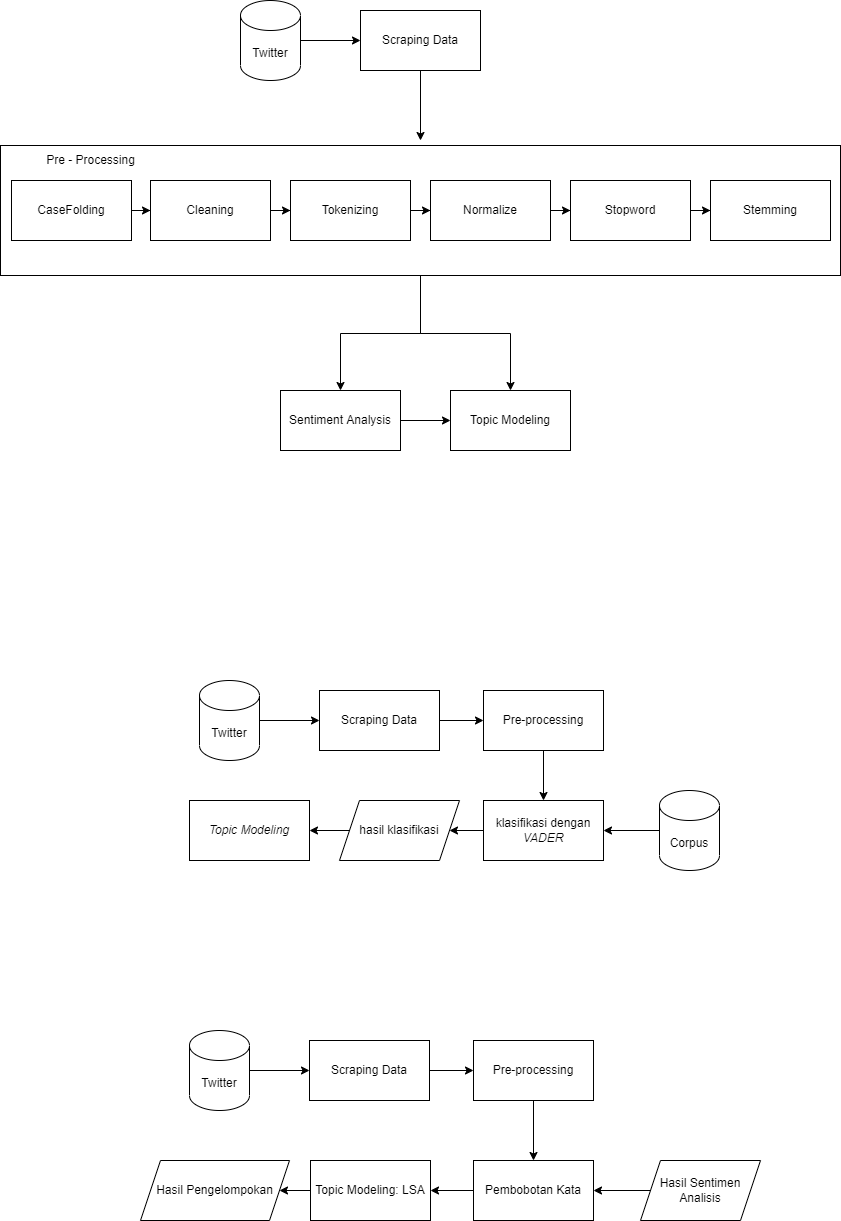 Twitter
Scraping Data
Pre - Processing
CaseFolding
Cleaning
Tokenizing
Normalize
Stopword
Stemming
Sentiment Analysis
Topic Modeling
Twitter
Scraping Data
Pre-processing
Topic Modeling
hasil klasifikasi
klasifikasi dengan
VADER
Corpus
Twitter
Scraping Data
Pre-processing
Hasil Pengelompokan
Topic Modeling: LSA
Pembobotan Kata
Hasil Sentimen
Analisis